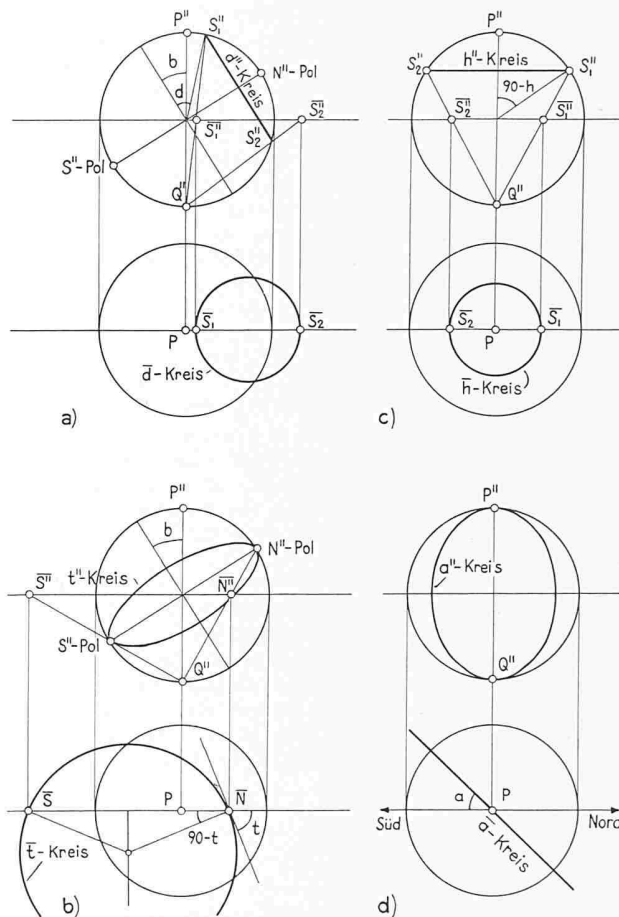 P" S₁"
b d"-Kreis N"-Pol
d
S̅₁" S₂" S̅₂"
S"-Pol
Q"
P S̅₁ S̅₂
d̅-Kreis
a)
P"
S₂" h"-Kreis S₁"
90-h
S̅₂" S̅₁"
Q"
S̅₂ P S̅₁
h̅-Kreis
c)
P"
b N"-Pol
t"-Kreis
S̅" N̅"
S"-Pol
Q"
S̅ P N̅
90-t t
t̅-Kreis
b)
P"
a"-Kreis
Q"
a P
Süd Nord
a̅-Kreis
d)